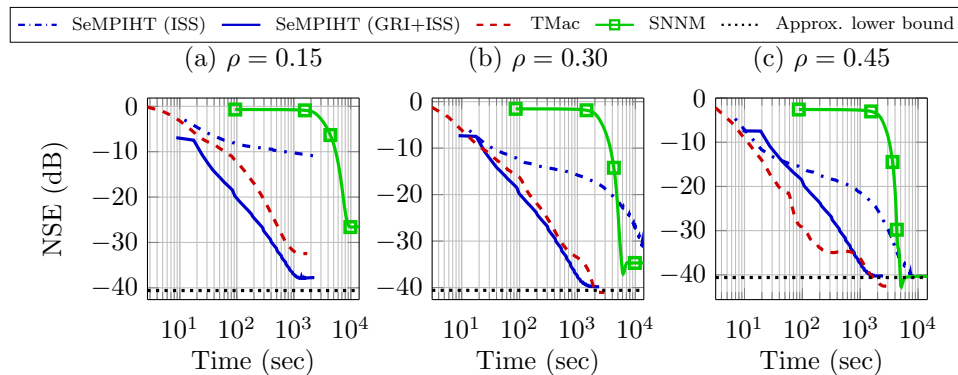 SeMPIHT (ISS) SeMPIHT (GRI+ISS) TMac SNNM Approx. lower bound
(a) ρ = 0.15 (b) ρ = 0.30 (c) ρ = 0.45
NSE (dB)
0
−10
−20
−30
−40
10¹ 10² 10³ 10⁴
Time (sec)
0
−10
−20
−30
−40
10¹ 10² 10³ 10⁴
Time (sec)
0
−10
−20
−30
−40
10¹ 10² 10³ 10⁴
Time (sec)